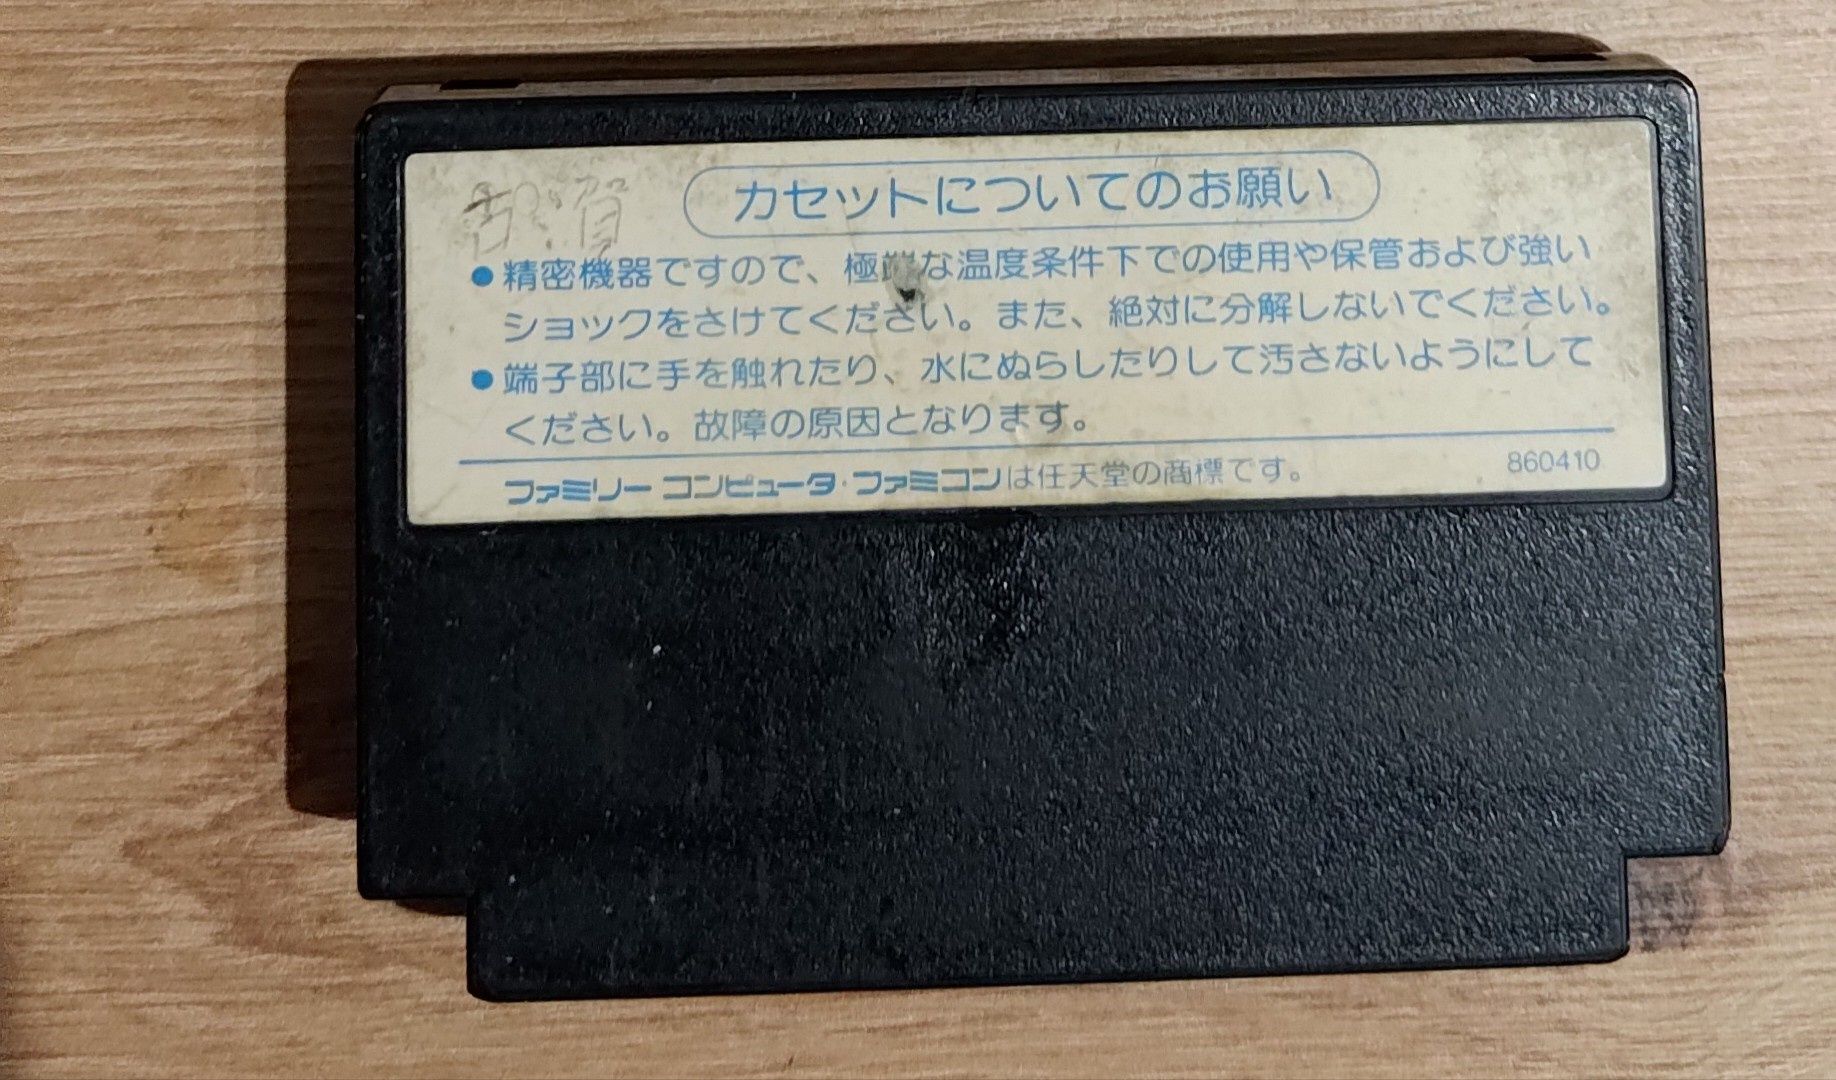 カセットについてのお願い
●精密機器ですので、極端な温度条件下での使用や保管および強い
ショックをさけてください。また、絶対に分解しないでください。
●端子部に手を触れたり、水にぬらしたりして汚さないようにして
ください。故障の原因となります。
ファミリー コンピュータ・ファミコンは任天堂の商標です。
860410